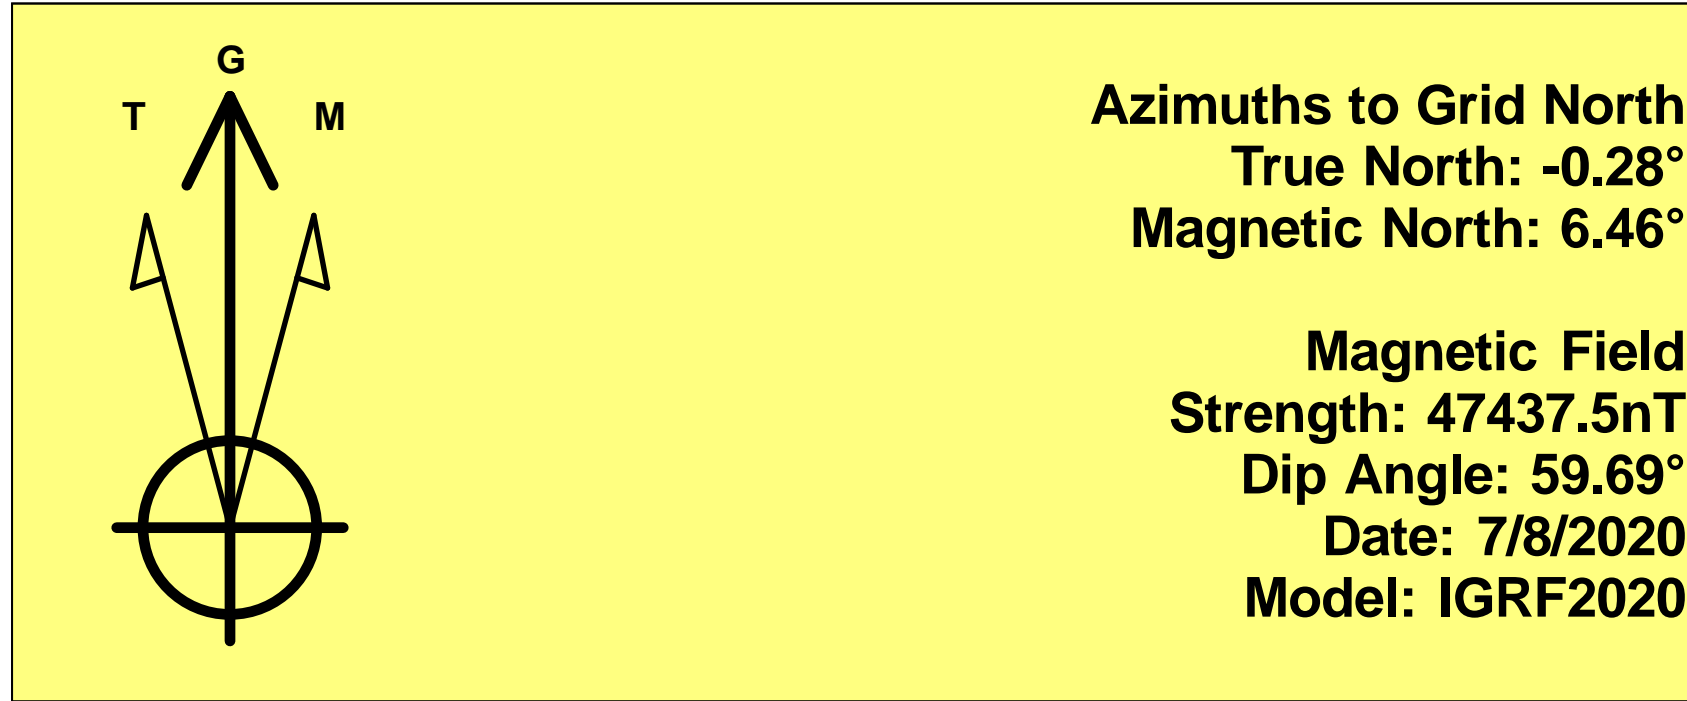 G
T M
Azimuths to Grid North
True North: -0.28°
Magnetic North: 6.46°
Magnetic Field
Strength: 47437.5nT
Dip Angle: 59.69°
Date: 7/8/2020
Model: IGRF2020